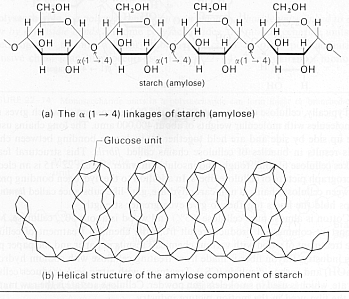 CH₂OH CH₂OH CH₂OH CH₂OH
O O O O
H H H H H H H H
H H H H
O OH H O OH H O OH H O OH H O
α(1 → 4) α(1 → 4) α(1 → 4)
H OH H OH H OH H OH
starch (amylose)
(a) The α (1 → 4) linkages of starch (amylose)
Glucose unit
(b) Helical structure of the amylose component of starch